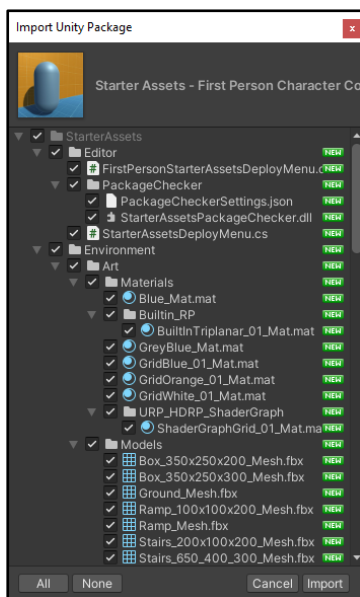 Import Unity Package
x
Starter Assets - First Person Character Co
StarterAssets
Editor NEW
# FirstPersonStarterAssetsDeployMenu.c NEW
PackageChecker NEW
PackageCheckerSettings.json NEW
StarterAssetsPackageChecker.dll NEW
# StarterAssetsDeployMenu.cs NEW
Environment NEW
Art NEW
Materials NEW
Blue_Mat.mat NEW
Builtin_RP NEW
BuiltInTriplanar_01_Mat.mat NEW
GreyBlue_Mat.mat NEW
GridBlue_01_Mat.mat NEW
GridOrange_01_Mat.mat NEW
GridWhite_01_Mat.mat NEW
URP_HDRP_ShaderGraph NEW
ShaderGraphGrid_01_Mat.ma NEW
Models NEW
Box_350x250x200_Mesh.fbx NEW
Box_350x250x300_Mesh.fbx NEW
Ground_Mesh.fbx NEW
Ramp_100x100x200_Mesh.fbx NEW
Ramp_Mesh.fbx NEW
Stairs_200x100x200_Mesh.fbx NEW
Stairs_650_400_300_Mesh.fbx NEW
All None Cancel Import